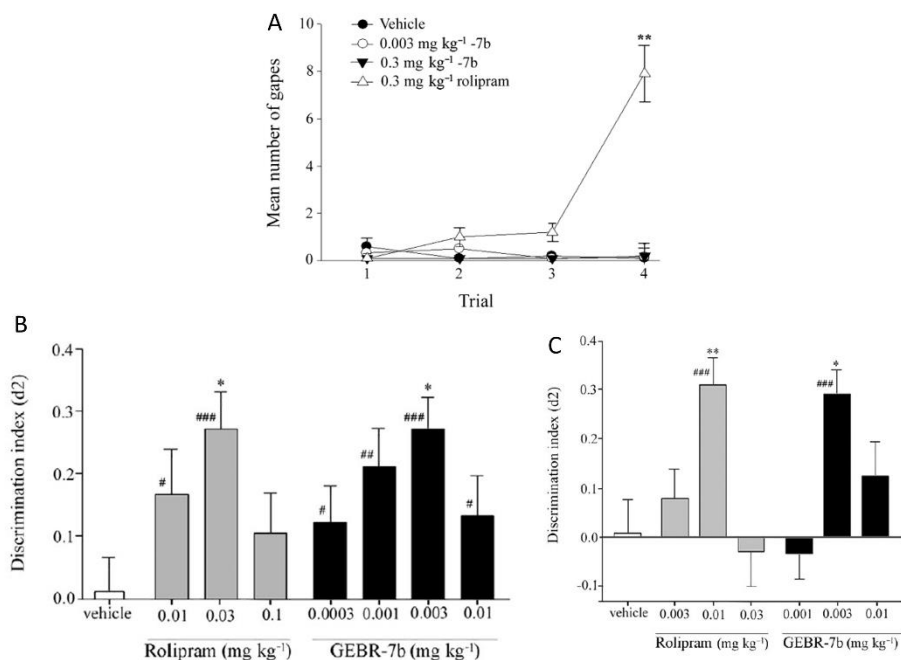 A
Vehicle
0.003 mg kg⁻¹ -7b
0.3 mg kg⁻¹ -7b
0.3 mg kg⁻¹ rolipram
**
10
8
6
4
2
0
Mean number of gapes
1 2 3 4
Trial
B
Discrimination index (d2)
0.4
0.3
0.2
0.1
0.0
# ### * # ## ### * #
vehicle 0.01 0.03 0.1 0.0003 0.001 0.003 0.01
Rolipram (mg kg⁻¹) GEBR-7b (mg kg⁻¹)
C
Discrimination index (d2)
0.4
0.3
0.2
0.1
0.0
-0.1
### ** ### *
vehicle 0.003 0.01 0.03 0.001 0.003 0.01
Rolipram (mg kg⁻¹) GEBR-7b (mg kg⁻¹)